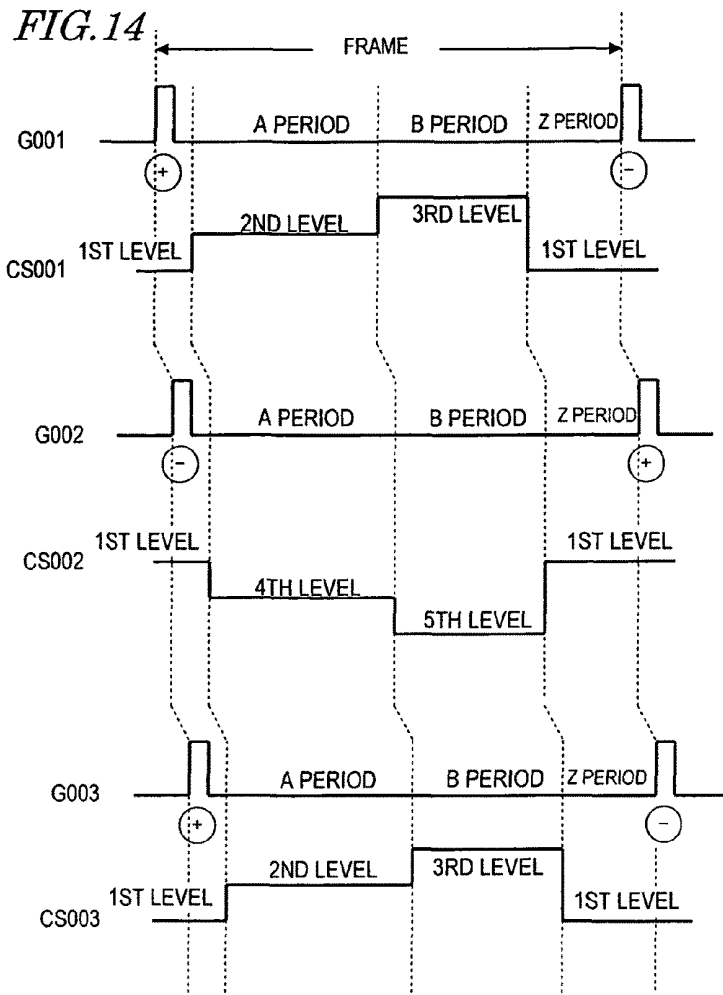 FIG.14
FRAME
G001
A PERIOD
B PERIOD
Z PERIOD
+
−
1ST LEVEL
2ND LEVEL
3RD LEVEL
1ST LEVEL
CS001
G002
A PERIOD
B PERIOD
Z PERIOD
−
+
1ST LEVEL
1ST LEVEL
CS002
4TH LEVEL
5TH LEVEL
G003
A PERIOD
B PERIOD
Z PERIOD
+
−
1ST LEVEL
2ND LEVEL
3RD LEVEL
1ST LEVEL
CS003